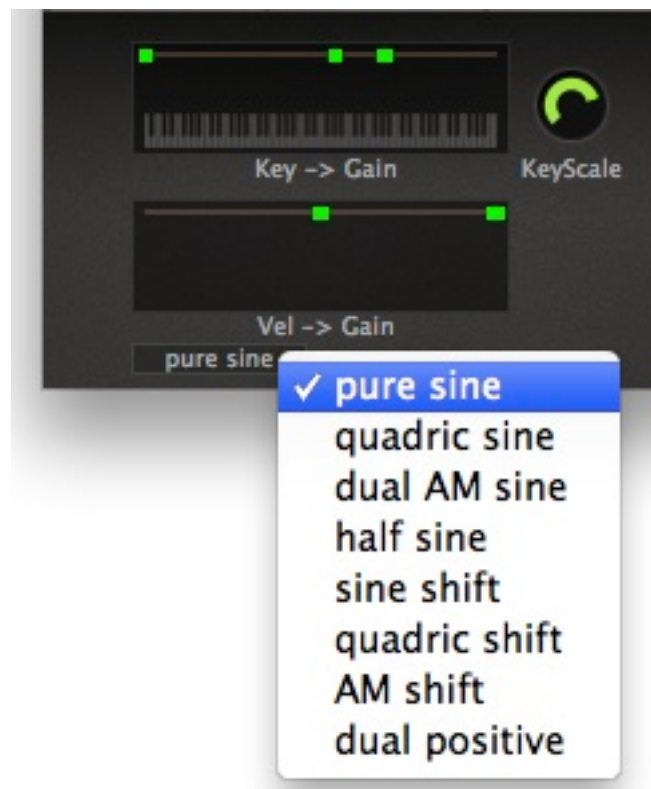 Key -> Gain
KeyScale
Vel -> Gain
pure sine
✓ pure sine
quadric sine
dual AM sine
half sine
sine shift
quadric shift
AM shift
dual positive